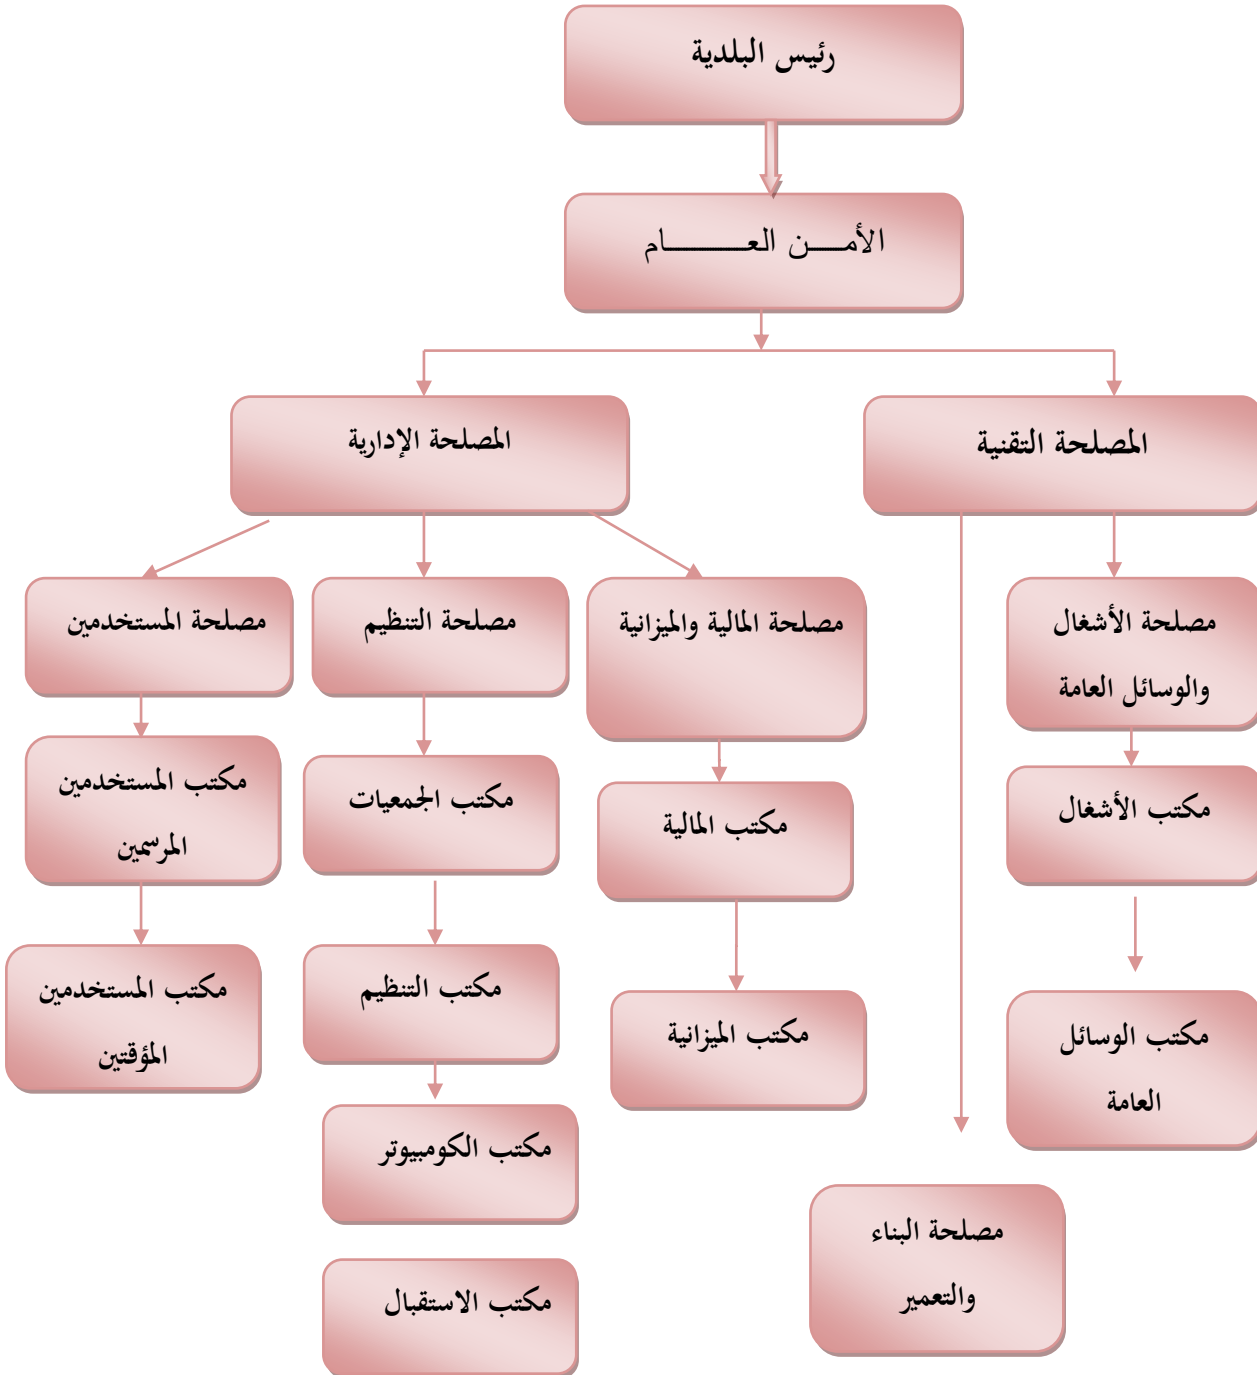 رئيس البلدية
الأمــــن العــــــــام
المصلحة التقنية
المصلحة الإدارية
مصلحة الأشغال
والوسائل العامة
مصلحة المالية والميزانية
مصلحة التنظيم
مصلحة المستخدمين
مكتب الأشغال
مكتب المالية
مكتب الجمعيات
مكتب المستخدمين
المرسمين
مكتب الوسائل
العامة
مكتب الميزانية
مكتب التنظيم
مكتب المستخدمين
المؤقتين
مكتب الكومبيوتر
مصلحة البناء
والتعمير
مكتب الاستقبال